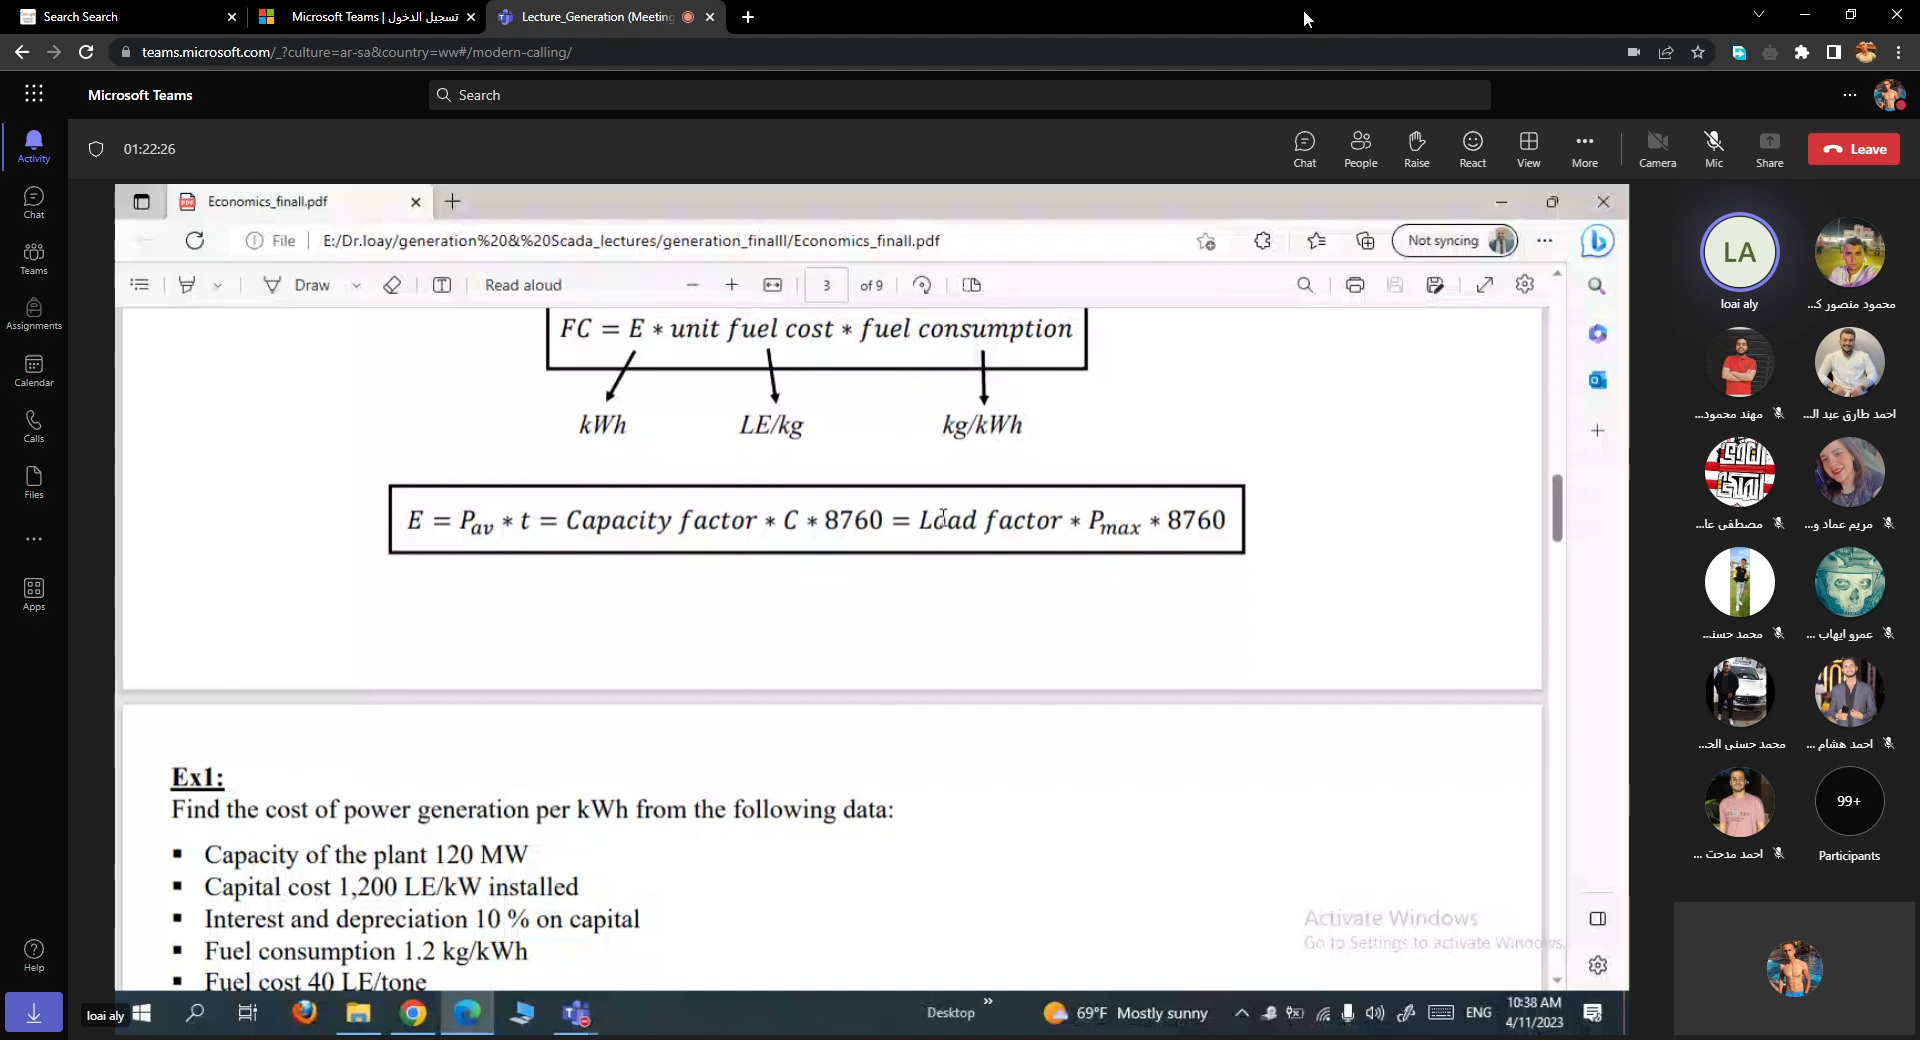 Search Search
Microsoft Teams | تسجيل الدخول
Lecture_Generation (Meeting
teams.microsoft.com/_?culture=ar-sa&country=ww#/modern-calling/
Microsoft Teams
Search
01:22:26
Chat
People
Raise
React
View
More
Camera
Mic
Share
Leave
Activity
Chat
Teams
Assignments
Calendar
Calls
Files
Apps
Help
Economics_finall.pdf
File
E:/Dr.loay/generation%20&%20Scada_lectures/generation_finalll/Economics_finall.pdf
Not syncing
Draw
Read aloud
3
of 9
FC = E * unit fuel cost * fuel consumption
kWh
LE/kg
kg/kWh
E = Pav * t = Capacity factor * C * 8760 = Load factor * Pmax * 8760
Ex1:
Find the cost of power generation per kWh from the following data:
▪ Capacity of the plant 120 MW
▪ Capital cost 1,200 LE/kW installed
▪ Interest and depreciation 10 % on capital
▪ Fuel consumption 1.2 kg/kWh
▪ Fuel cost 40 LE/tone
Activate Windows
Go to Settings to activate Windows.
LA
loai aly
محمود منصور ك...
مهند محمود...
احمد طارق عبد ال...
مصطفى عا...
مريم عماد و...
محمد حسن...
عمرو ايهاب ...
محمد حسنى الح...
احمد هشام ...
احمد مدحت ...
99+
Participants
loai aly
Desktop
69°F Mostly sunny
ENG
10:38 AM
4/11/2023